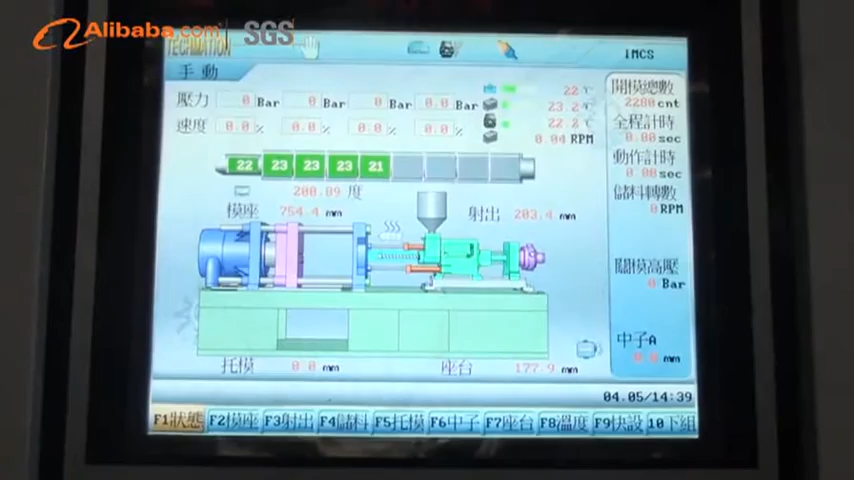 Alibaba.com SGS
TECHMATION
IMCS
手動
壓力 0 Bar 0 Bar 0 Bar 0.0 Bar
速度 0.0 % 0.0 % 0.0 % 0.0 %
22 ℃
23.2 ℃
22.2 ℃
0.04 RPM
22 23 23 23 21
200.89 度
模座 754.4 mm
射出 203.4 mm
托模 0.0 mm
座台 177.9 mm
開模總數
2280 cnt
全程計時
0.00 sec
動作計時
0.00 sec
儲料轉數
0 RPM
關模高壓
0 Bar
中子A
0.0 mm
04.05/14:39
F1狀態 F2模座 F3射出 F4儲料 F5托模 F6中子 F7座台 F8溫度 F9快設 10下組